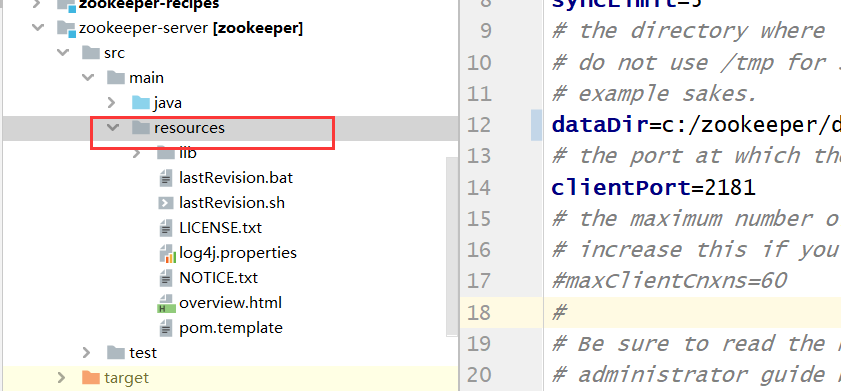 zookeeper-recipes
zookeeper-server [zookeeper]
src
main
java
resources
lib
lastRevision.bat
lastRevision.sh
LICENSE.txt
log4j.properties
NOTICE.txt
overview.html
pom.template
test
target
8 syncLimit=5
9 # the directory where
10 # do not use /tmp for
11 # example sakes.
12 dataDir=c:/zookeeper/d
13 # the port at which the
14 clientPort=2181
15 # the maximum number o
16 # increase this if you
17 #maxClientCnxns=60
18 #
19 # Be sure to read the
20 # administrator guide